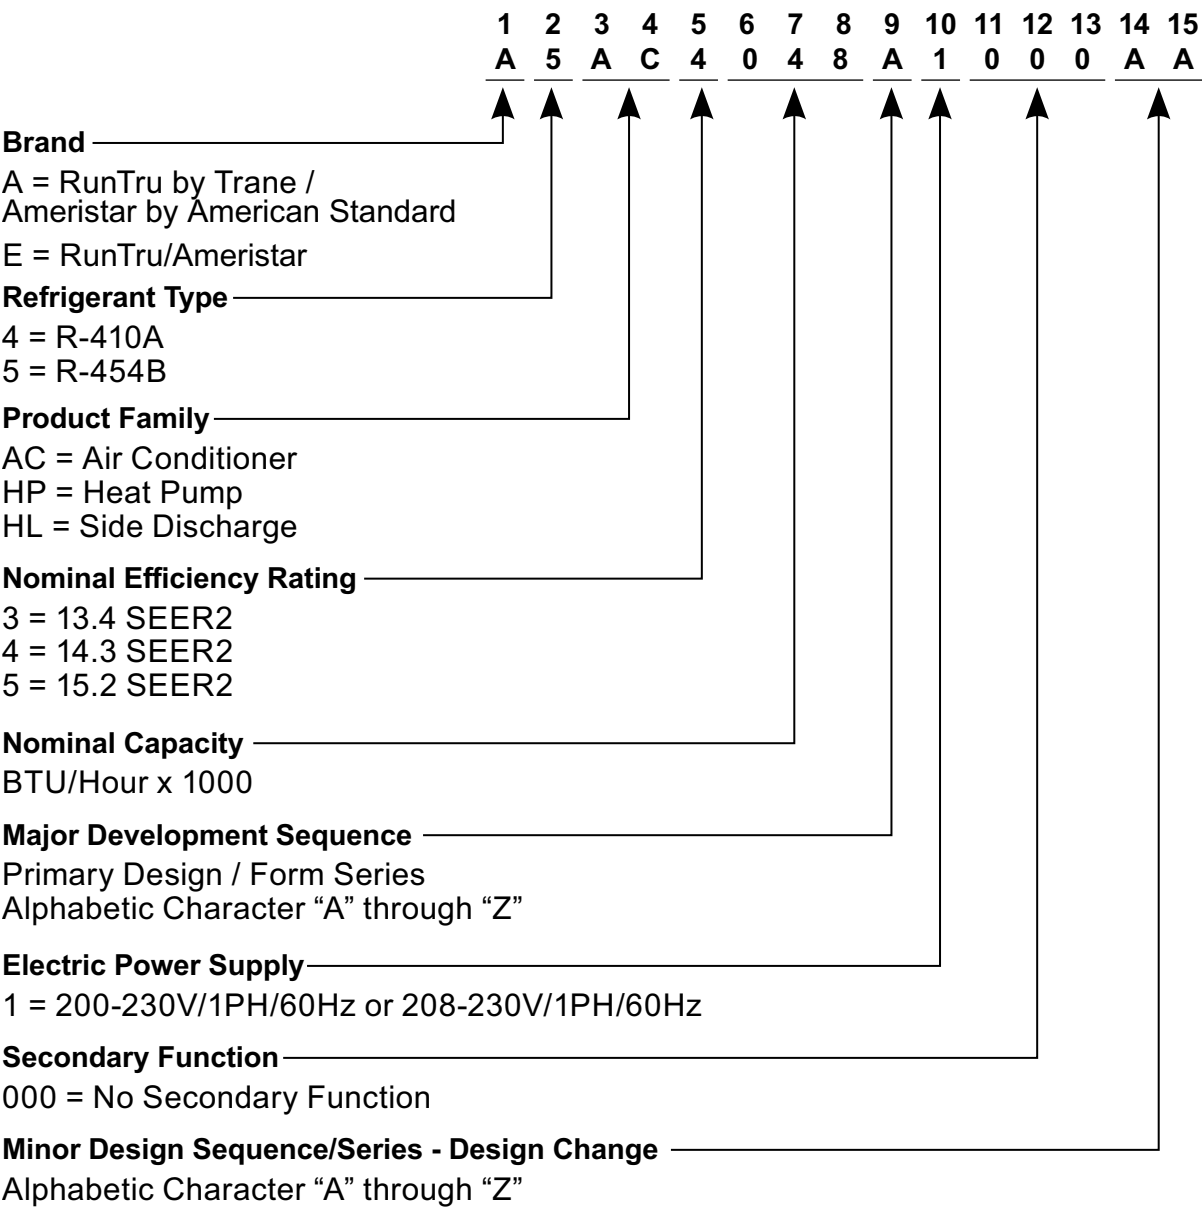 1 2 3 4 5 6 7 8 9 10 11 12 13 14 15
A 5 A C 4 0 4 8 A 1 0 0 0 A A
Brand
A = RunTru by Trane /
Ameristar by American Standard
E = RunTru/Ameristar
Refrigerant Type
4 = R-410A
5 = R-454B
Product Family
AC = Air Conditioner
HP = Heat Pump
HL = Side Discharge
Nominal Efficiency Rating
3 = 13.4 SEER2
4 = 14.3 SEER2
5 = 15.2 SEER2
Nominal Capacity
BTU/Hour x 1000
Major Development Sequence
Primary Design / Form Series
Alphabetic Character “A” through “Z”
Electric Power Supply
1 = 200-230V/1PH/60Hz or 208-230V/1PH/60Hz
Secondary Function
000 = No Secondary Function
Minor Design Sequence/Series - Design Change
Alphabetic Character “A” through “Z”